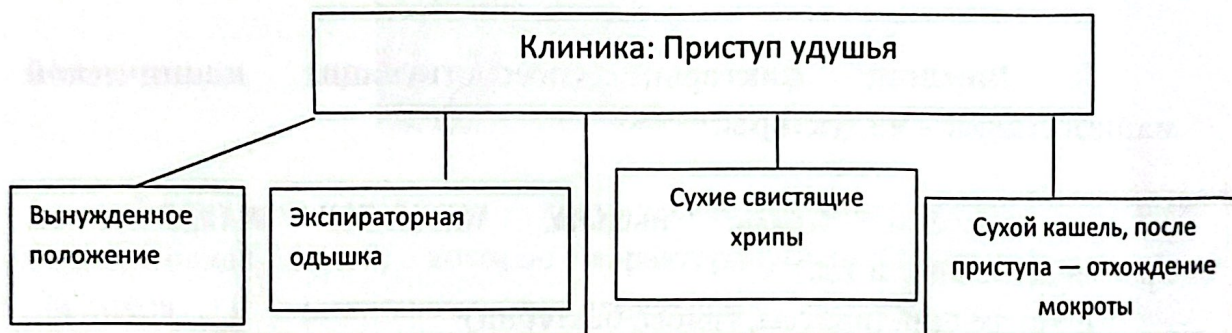 Клиника: Приступ удушья
Вынужденное
положение
Экспираторная
одышка
Сухие свистящие
хрипы
Сухой кашель, после
приступа — отхождение
мокроты